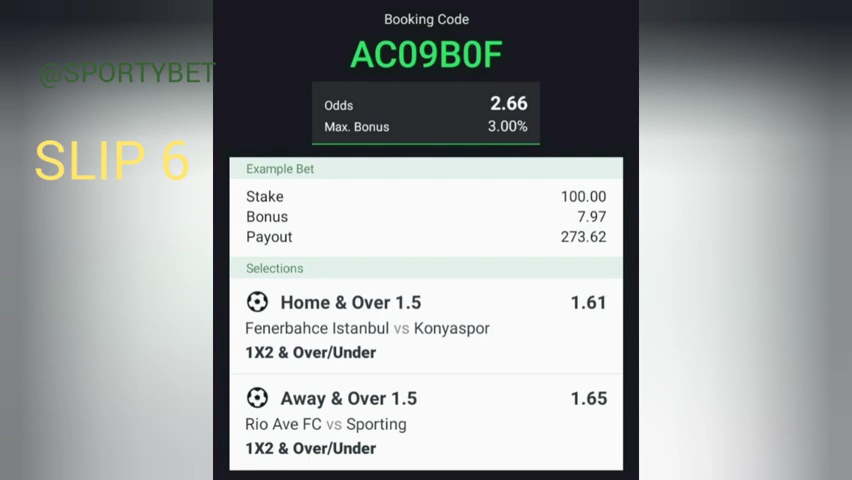 Booking Code
AC09B0F
@SPORTYBET
Odds 2.66
Max. Bonus 3.00%
SLIP 6
Example Bet
Stake 100.00
Bonus 7.97
Payout 273.62
Selections
Home & Over 1.5 1.61
Fenerbahce Istanbul vs Konyaspor
1X2 & Over/Under
Away & Over 1.5 1.65
Rio Ave FC vs Sporting
1X2 & Over/Under